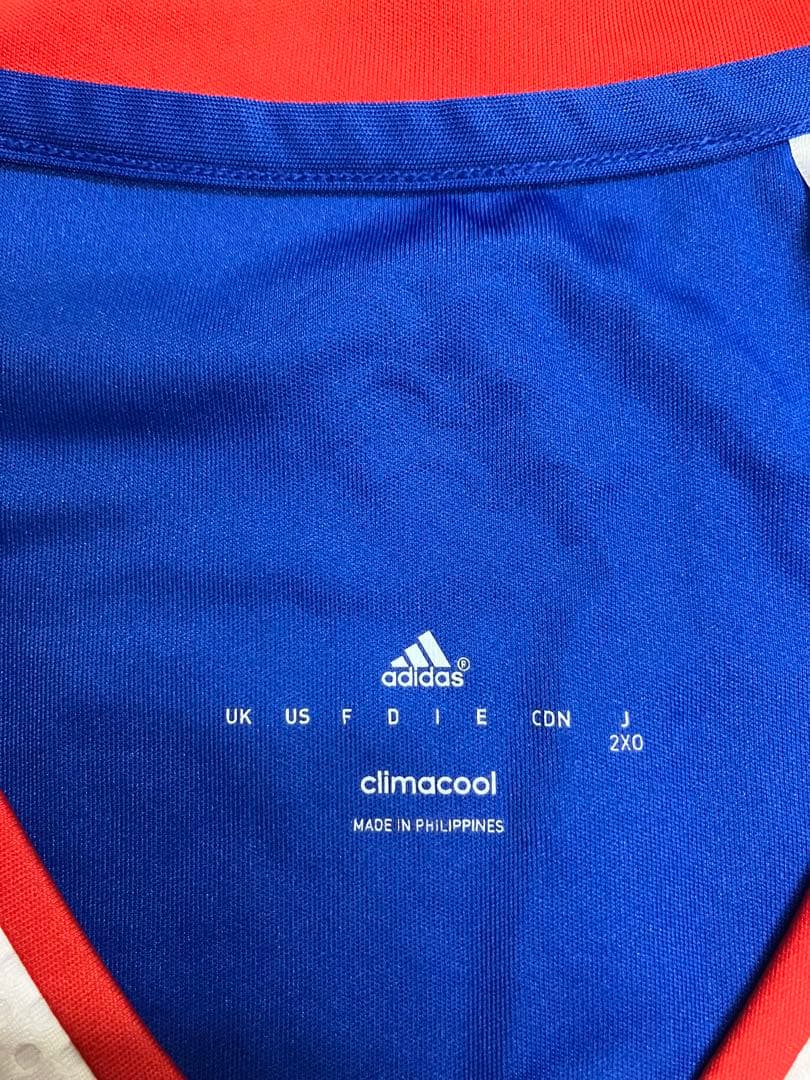 adidas®
UK US F D I E CDN J
2XO
climacool
MADE IN PHILIPPINES